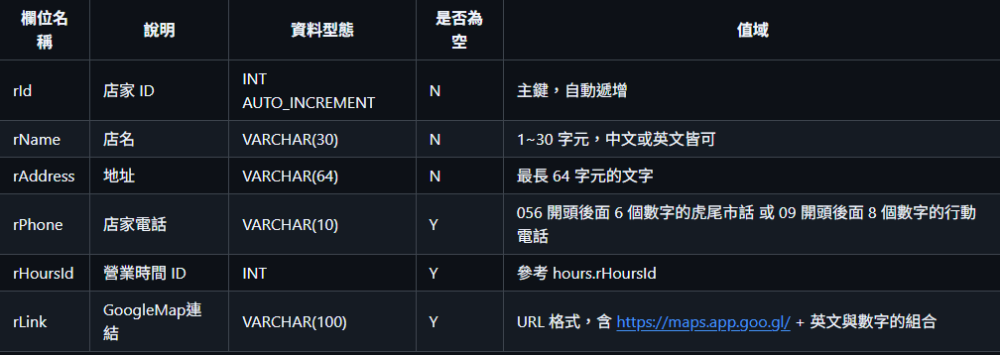 欄位名稱 說明 資料型態 是否為空 值域
rId 店家 ID INT AUTO_INCREMENT N 主鍵，自動遞增
rName 店名 VARCHAR(30) N 1~30 字元，中文或英文皆可
rAddress 地址 VARCHAR(64) N 最長 64 字元的文字
rPhone 店家電話 VARCHAR(10) Y 056 開頭後面 6 個數字的虎尾市話 或 09 開頭後面 8 個數字的行動電話
rHoursId 營業時間 ID INT Y 參考 hours.rHoursId
rLink GoogleMap連結 VARCHAR(100) Y URL 格式，含 https://maps.app.goo.gl/ + 英文與數字的組合